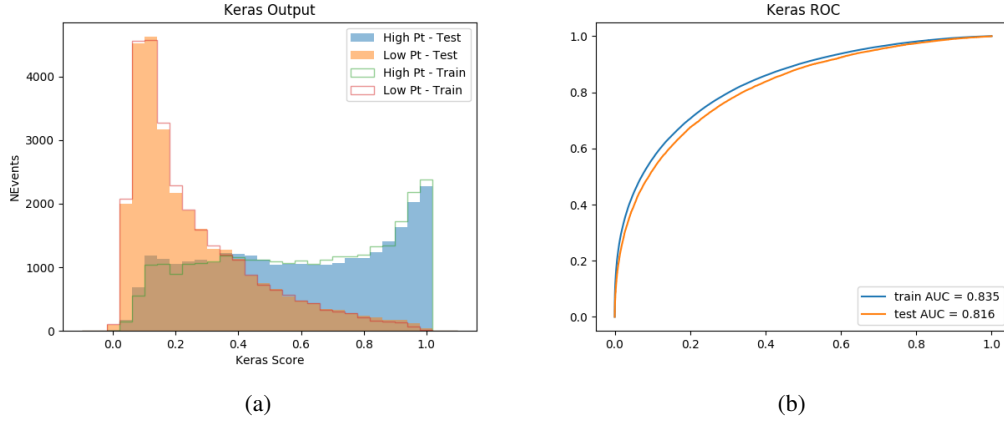 Keras Output
NEvents
4000
3000
2000
1000
0
0.0 0.2 0.4 0.6 0.8 1.0
Keras Score
High Pt - Test
Low Pt - Test
High Pt - Train
Low Pt - Train
(a)
Keras ROC
1.0
0.8
0.6
0.4
0.2
0.0
0.0 0.2 0.4 0.6 0.8 1.0
train AUC = 0.835
test AUC = 0.816
(b)